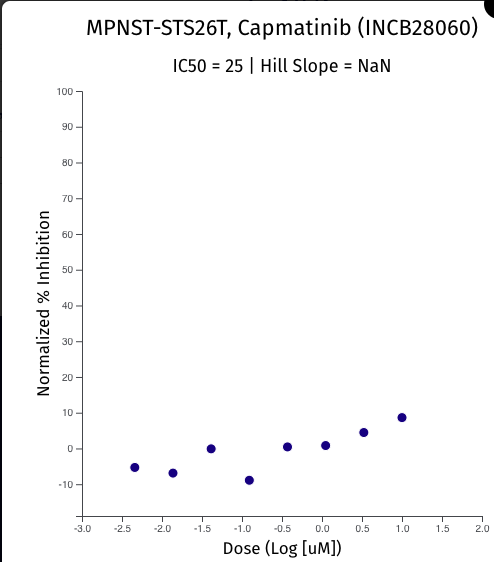 MPNST-STS26T, Capmatinib (INCB28060)
IC50 = 25 | Hill Slope = NaN
Normalized % Inhibition
100
90
80
70
60
50
40
30
20
10
0
-10
-3.0 -2.5 -2.0 -1.5 -1.0 -0.5 0.0 0.5 1.0 1.5 2.0
Dose (Log [uM])